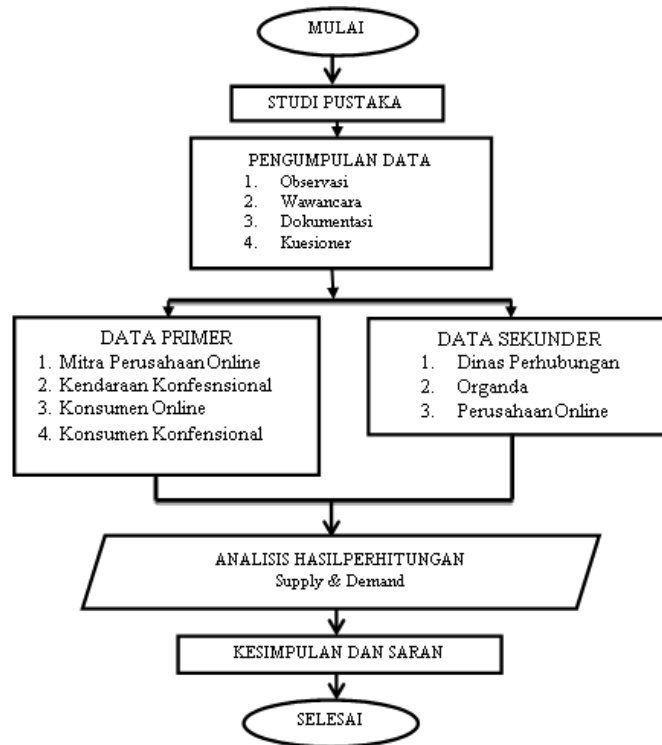 MULAI
STUDI PUSTAKA
PENGUMPULAN DATA
1. Observasi
2. Wawancara
3. Dokumentasi
4. Kuesioner
DATA PRIMER
1. Mitra Perusahaan Online
2. Kendaraan Konfesnsional
3. Konsumen Online
4. Konsumen Konfensional
DATA SEKUNDER
1. Dinas Perhubungan
2. Organda
3. Perusahaan Online
ANALISIS HASILPERHITUNGAN
Supply & Demand
KESIMPULAN DAN SARAN
SELESAI